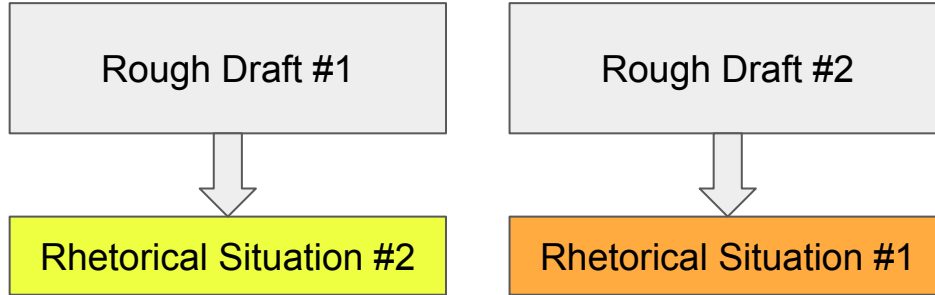 Rough Draft #1
Rough Draft #2
Rhetorical Situation #2
Rhetorical Situation #1